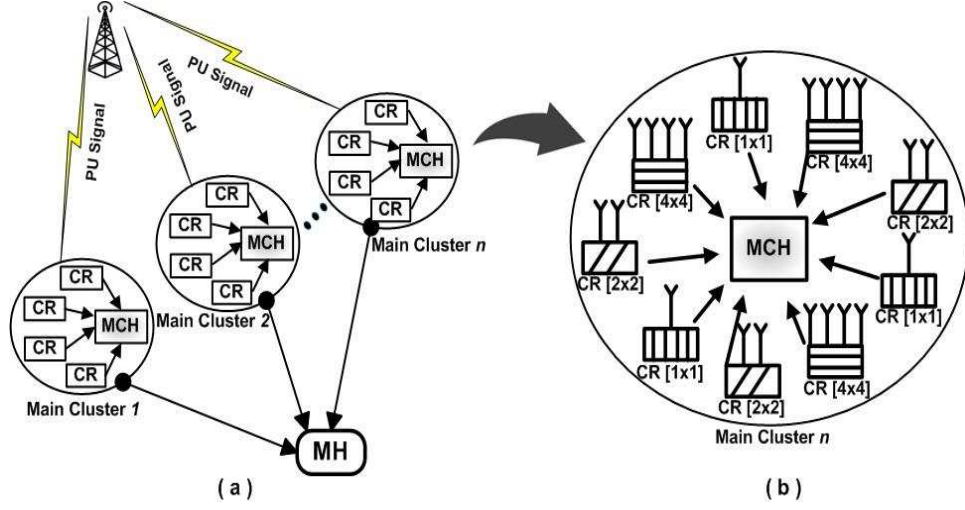 PU Signal
PU Signal
PU Signal
CR
CR
CR
CR
MCH
Main Cluster 1
CR
CR
CR
CR
MCH
Main Cluster 2
CR
CR
CR
CR
MCH
Main Cluster n
MH
( a )
CR [1x1]
CR [4x4]
CR [4x4]
CR [2x2]
MCH
CR [2x2]
CR [1x1]
CR [1x1]
CR [4x4]
CR [2x2]
Main Cluster n
( b )